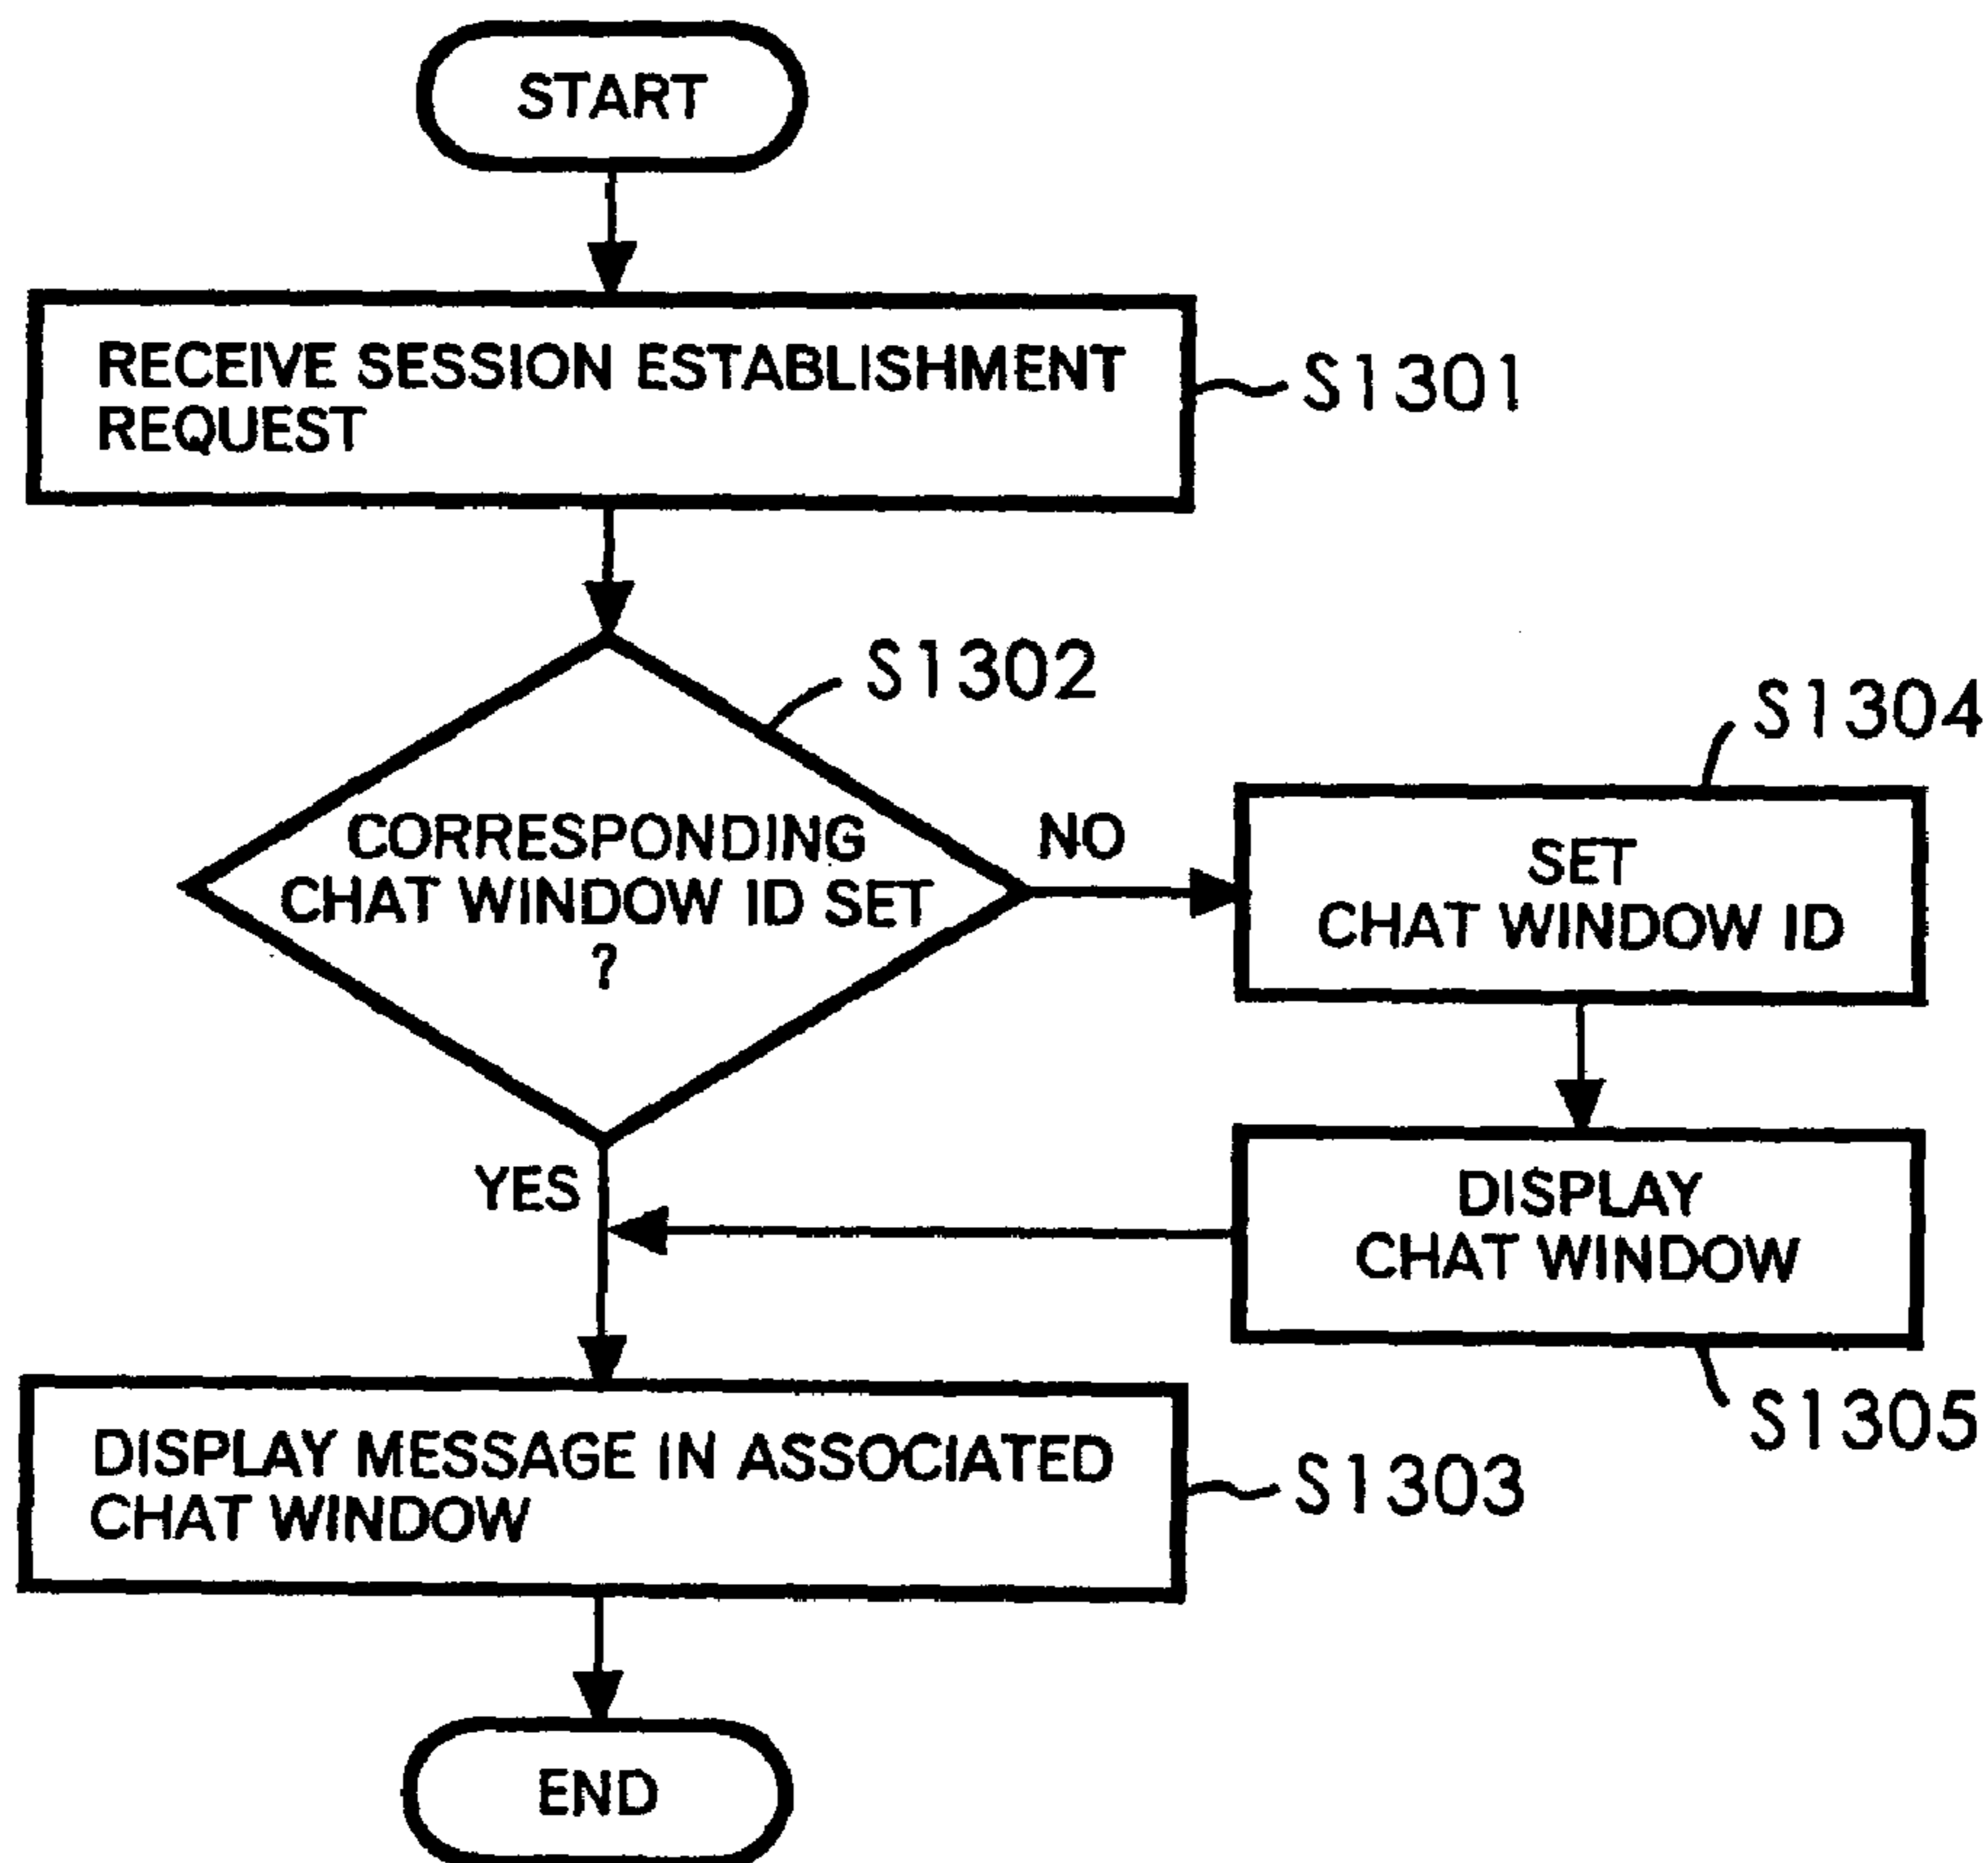 START
RECEIVE SESSION ESTABLISHMENT
REQUEST
S1301
S1302
CORRESPONDING
CHAT WINDOW ID SET
?
NO
S1304
SET
CHAT WINDOW ID
YES
DISPLAY
CHAT WINDOW
S1305
DISPLAY MESSAGE IN ASSOCIATED
CHAT WINDOW
S1303
END